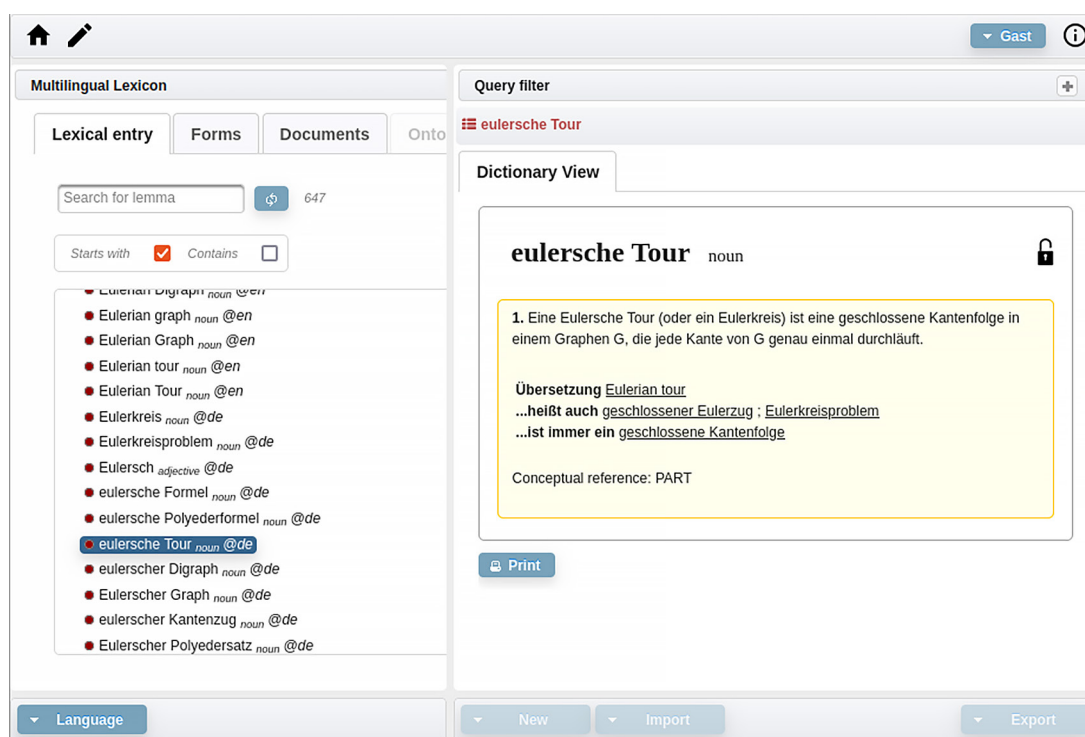 Gast
Multilingual Lexicon
Query filter
Lexical entry Forms Documents Onto
eulersche Tour
Dictionary View
Search for lemma 647
Starts with Contains
eulersche Tour noun
Eulerian Digraph noun @en
Eulerian graph noun @en
Eulerian Graph noun @en
Eulerian tour noun @en
Eulerian Tour noun @en
Eulerkreis noun @de
Eulerkreisproblem noun @de
Eulersch adjective @de
eulersche Formel noun @de
eulersche Polyederformel noun @de
eulersche Tour noun @de
eulerscher Digraph noun @de
Eulerscher Graph noun @de
eulerscher Kantenzug noun @de
Eulerscher Polyedersatz noun @de
1. Eine Eulersche Tour (oder ein Eulerkreis) ist eine geschlossene Kantenfolge in
einem Graphen G, die jede Kante von G genau einmal durchläuft.
Übersetzung Eulerian tour
...heißt auch geschlossener Eulerzug ; Eulerkreisproblem
...ist immer ein geschlossene Kantenfolge
Conceptual reference: PART
Print
Language
New Import Export